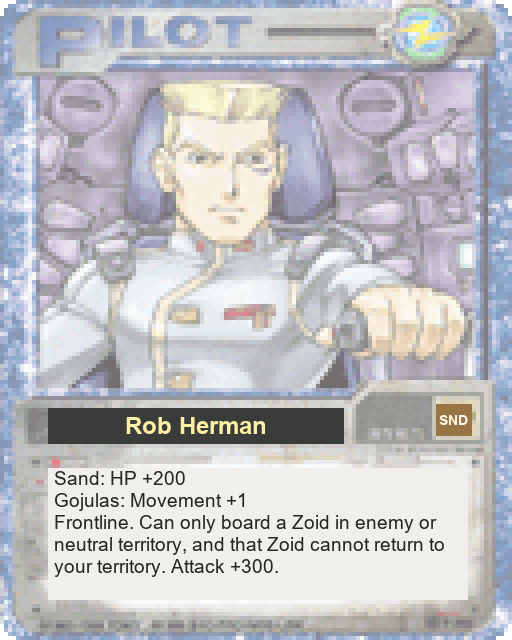 PILOT
Rob Herman
SND
Sand: HP +200
Gojulas: Movement +1
Frontline. Can only board a Zoid in enemy or
neutral territory, and that Zoid cannot return to
your territory. Attack +300.